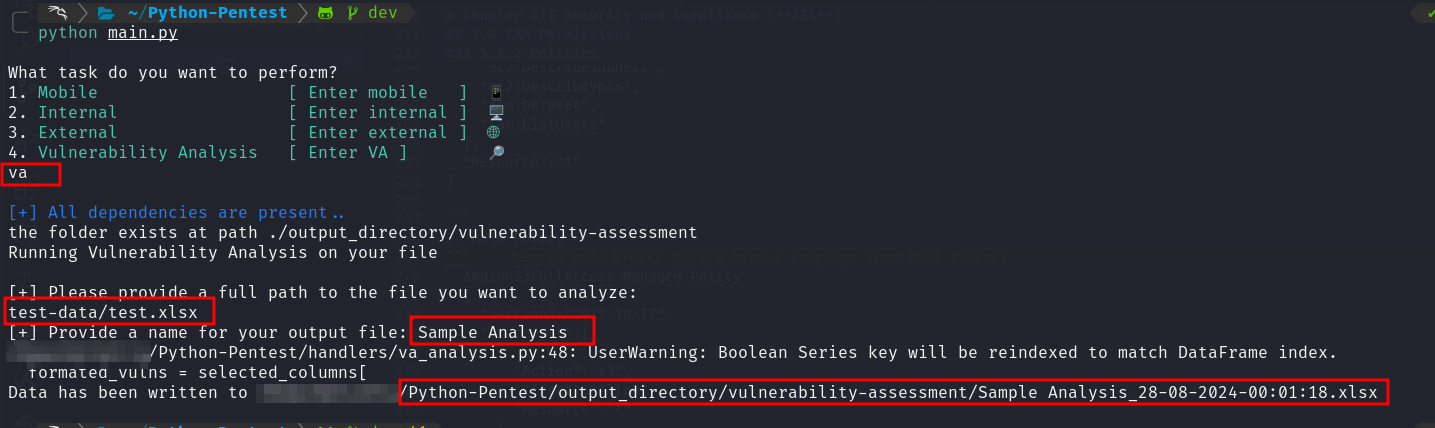 ~/Python-Pentest dev
python main.py
What task do you want to perform?
1. Mobile [ Enter mobile ]
2. Internal [ Enter internal ]
3. External [ Enter external ]
4. Vulnerability Analysis [ Enter VA ]
va
[+] All dependencies are present..
the folder exists at path ./output_directory/vulnerability-assessment
Running Vulnerability Analysis on your file
[+] Please provide a full path to the file you want to analyze:
test-data/test.xlsx
[+] Provide a name for your output file: Sample Analysis
/Python-Pentest/handlers/va_analysis.py:48: UserWarning: Boolean Series key will be reindexed to match DataFrame index.
formated_vulns = selected_columns[
Data has been written to /Python-Pentest/output_directory/vulnerability-assessment/Sample Analysis_28-08-2024-00:01:18.xlsx